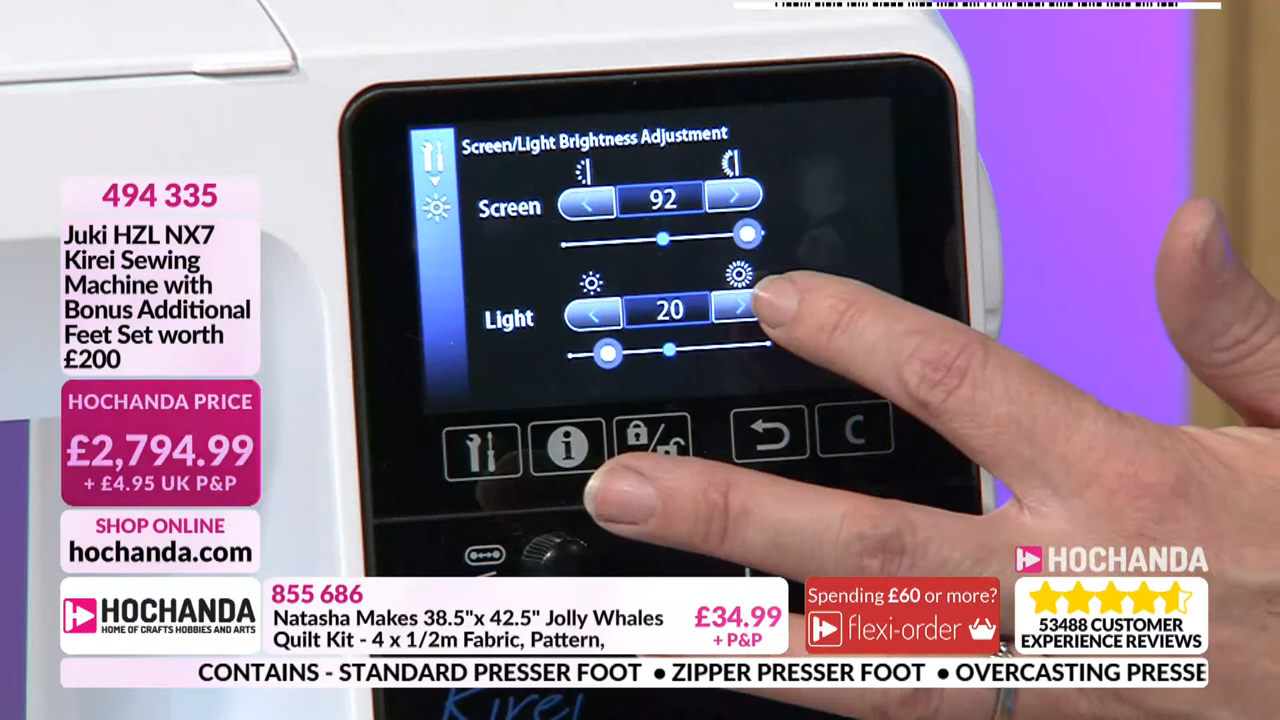 Screen/Light Brightness Adjustment
Screen
92
Light
20
C
494 335
Juki HZL NX7
Kirei Sewing
Machine with
Bonus Additional
Feet Set worth
£200
HOCHANDA PRICE
£2,794.99
+ £4.95 UK P&P
SHOP ONLINE
hochanda.com
HOCHANDA
HOME OF CRAFTS HOBBIES AND ARTS
855 686
Natasha Makes 38.5"x 42.5" Jolly Whales
Quilt Kit - 4 x 1/2m Fabric, Pattern,
£34.99
+ P&P
Spending £60 or more?
flexi-order
HOCHANDA
53488 CUSTOMER
EXPERIENCE REVIEWS
CONTAINS - STANDARD PRESSER FOOT ● ZIPPER PRESSER FOOT ● OVERCASTING PRESSE
Kirei